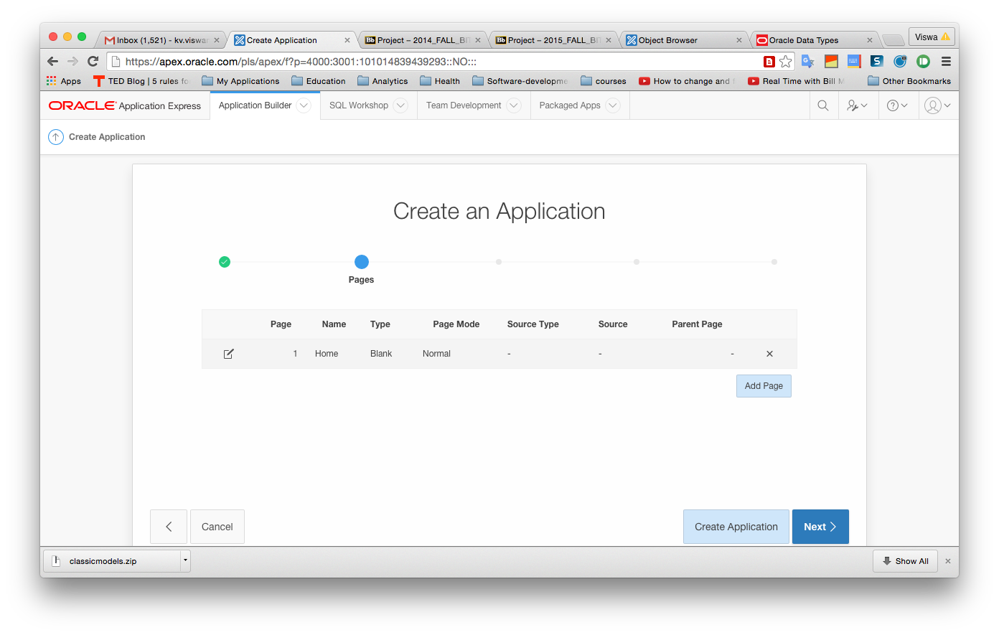 Inbox (1,521) - kv.viswar
Create Application
Bb Project – 2014_FALL_BIT
Bb Project – 2015_FALL_BIT
Object Browser
Oracle Data Types
Viswa
https://apex.oracle.com/pls/apex/f?p=4000:3001:101014839439293::NO:::
Apps
TED Blog | 5 rules fo
My Applications
Education
Analytics
Health
Software-developme
courses
How to change and
Real Time with Bill M
Other Bookmarks
ORACLE Application Express
Application Builder
SQL Workshop
Team Development
Packaged Apps
Create Application
Create an Application
Pages
Page Name Type Page Mode Source Type Source Parent Page
1 Home Blank Normal - - -
Add Page
Cancel
Create Application
Next
classicmodels.zip
Show All